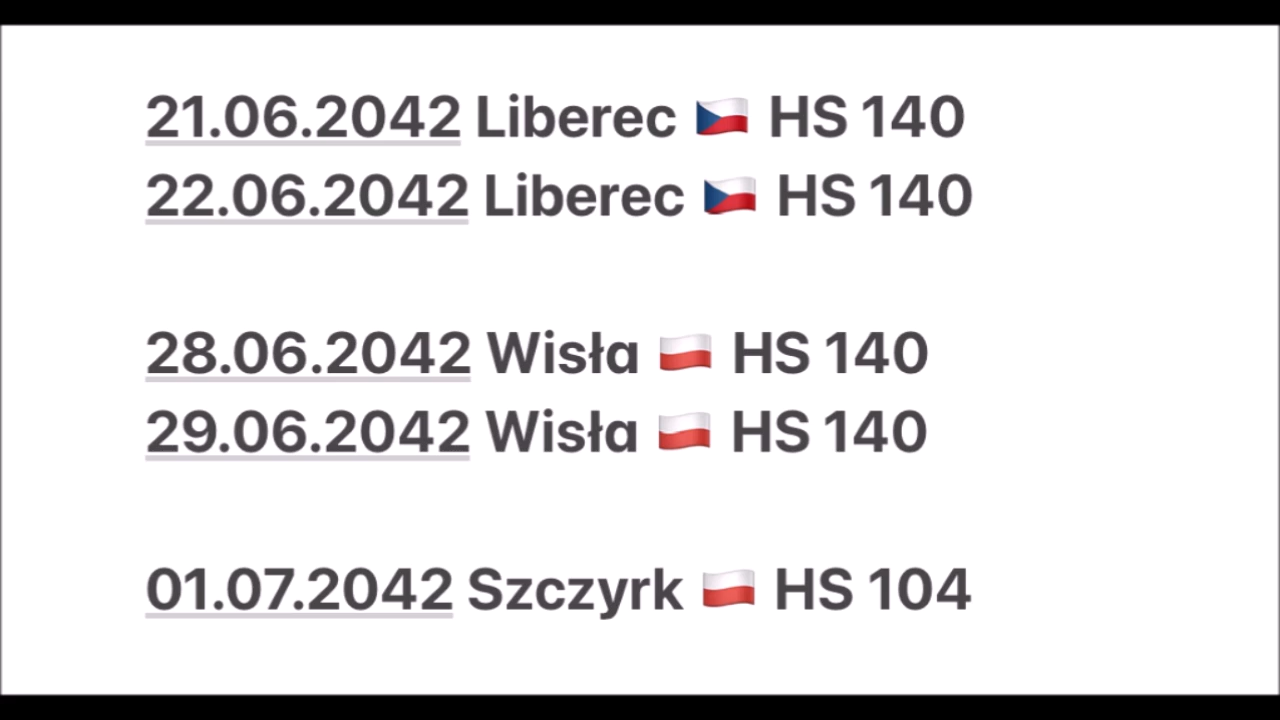 21.06.2042 Liberec 🇨🇿 HS 140
22.06.2042 Liberec 🇨🇿 HS 140
28.06.2042 Wisła 🇵🇱 HS 140
29.06.2042 Wisła 🇵🇱 HS 140
01.07.2042 Szczyrk 🇵🇱 HS 104